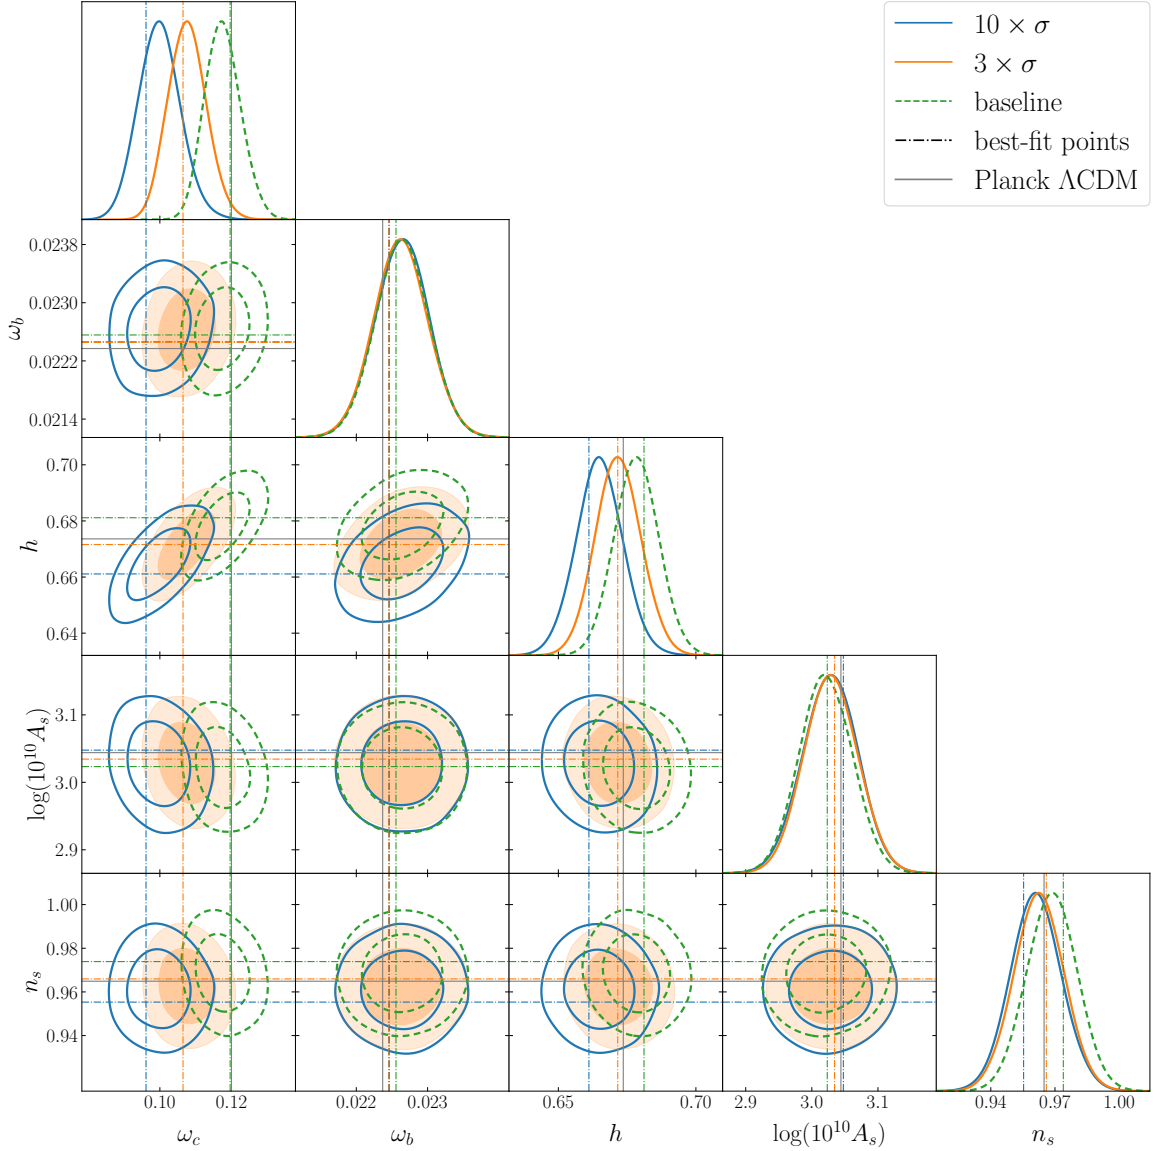 10 × σ
3 × σ
baseline
best-fit points
Planck ΛCDM
0.0238
0.0230
0.0222
0.0214
ω_b
0.70
0.68
0.66
0.64
h
3.1
3.0
2.9
log(10^10 A_s)
1.00
0.98
0.96
0.94
n_s
0.10 0.12
0.022 0.023
0.65 0.70
2.9 3.0 3.1
0.94 0.97 1.00
ω_c
ω_b
h
log(10^10 A_s)
n_s